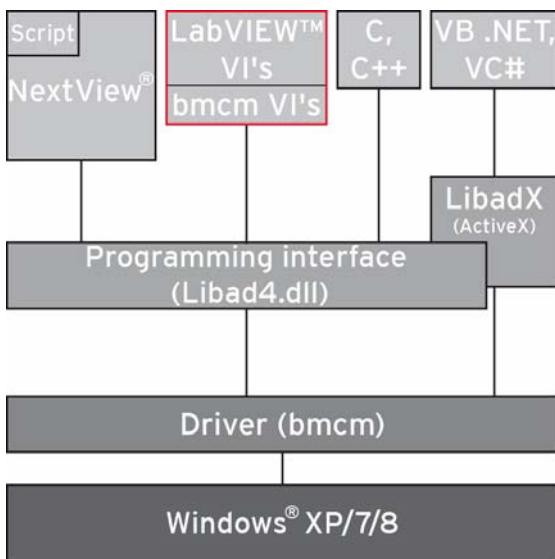 Script
NextView®
LabVIEW™
VI's
bmcm VI's
C,
C++
VB .NET,
VC#
LibadX
(ActiveX)
Programming interface
(Libad4.dll)
Driver (bmcm)
Windows® XP/7/8